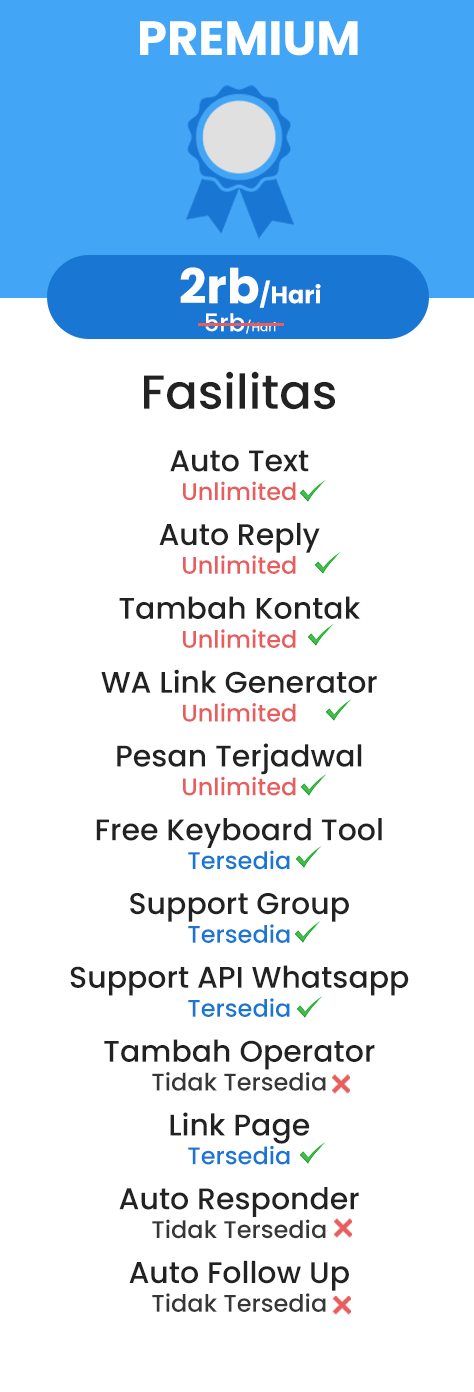 PREMIUM
2rb/Hari
5rb/Hari
Fasilitas
Auto Text
Unlimited
Auto Reply
Unlimited
Tambah Kontak
Unlimited
WA Link Generator
Unlimited
Pesan Terjadwal
Unlimited
Free Keyboard Tool
Tersedia
Support Group
Tersedia
Support API Whatsapp
Tersedia
Tambah Operator
Tidak Tersedia
Link Page
Tersedia
Auto Responder
Tidak Tersedia
Auto Follow Up
Tidak Tersedia